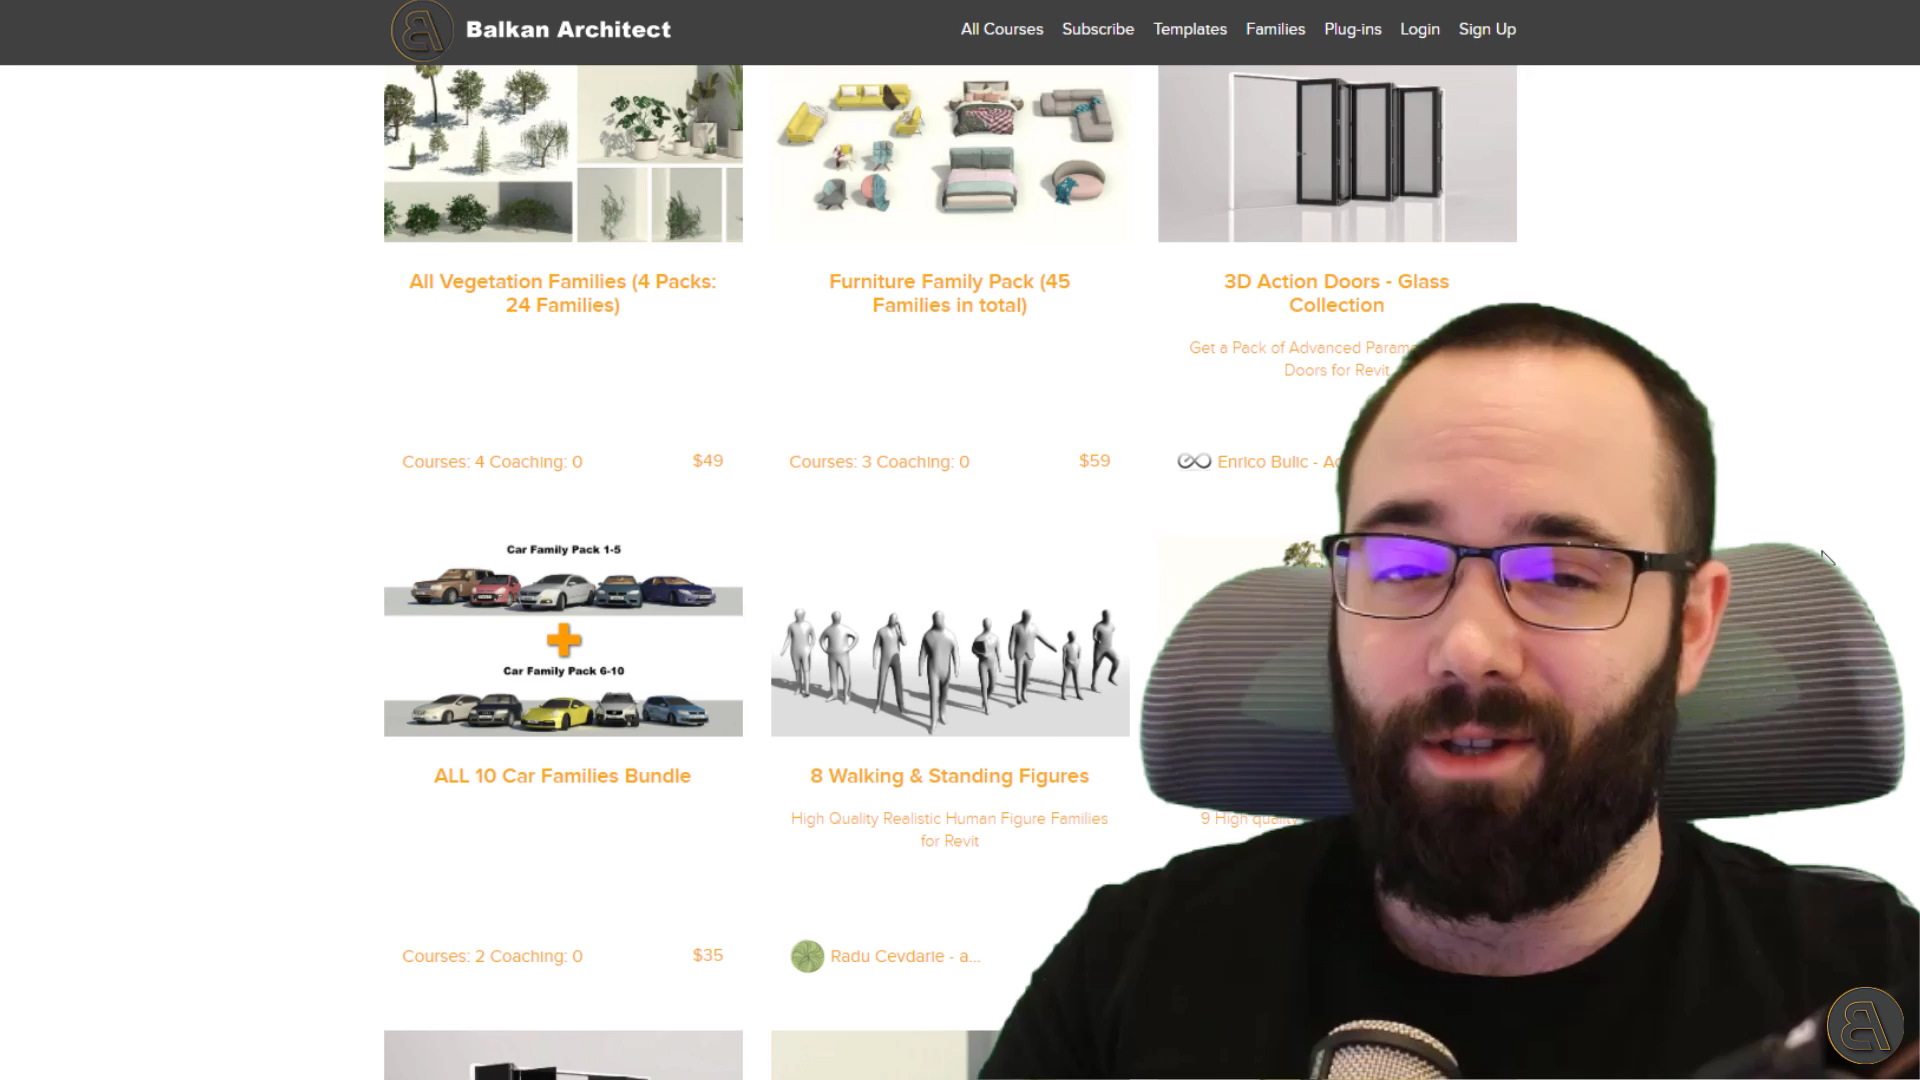 Balkan Architect
All Courses Subscribe Templates Families Plug-ins Login Sign Up
All Vegetation Families (4 Packs:
24 Families)
Furniture Family Pack (45
Families in total)
3D Action Doors - Glass
Collection
Get a Pack of Advanced
Doors for Revit
Courses: 4 Coaching: 0 $49
Courses: 3 Coaching: 0 $59
Enrico Bulic -
Car Family Pack 1-5
Car Family Pack 6-10
ALL 10 Car Families Bundle
8 Walking & Standing Figures
High Quality Realistic Human Figure Families
for Revit
9 High quality
Courses: 2 Coaching: 0 $35
Radu Cevdarie - a...